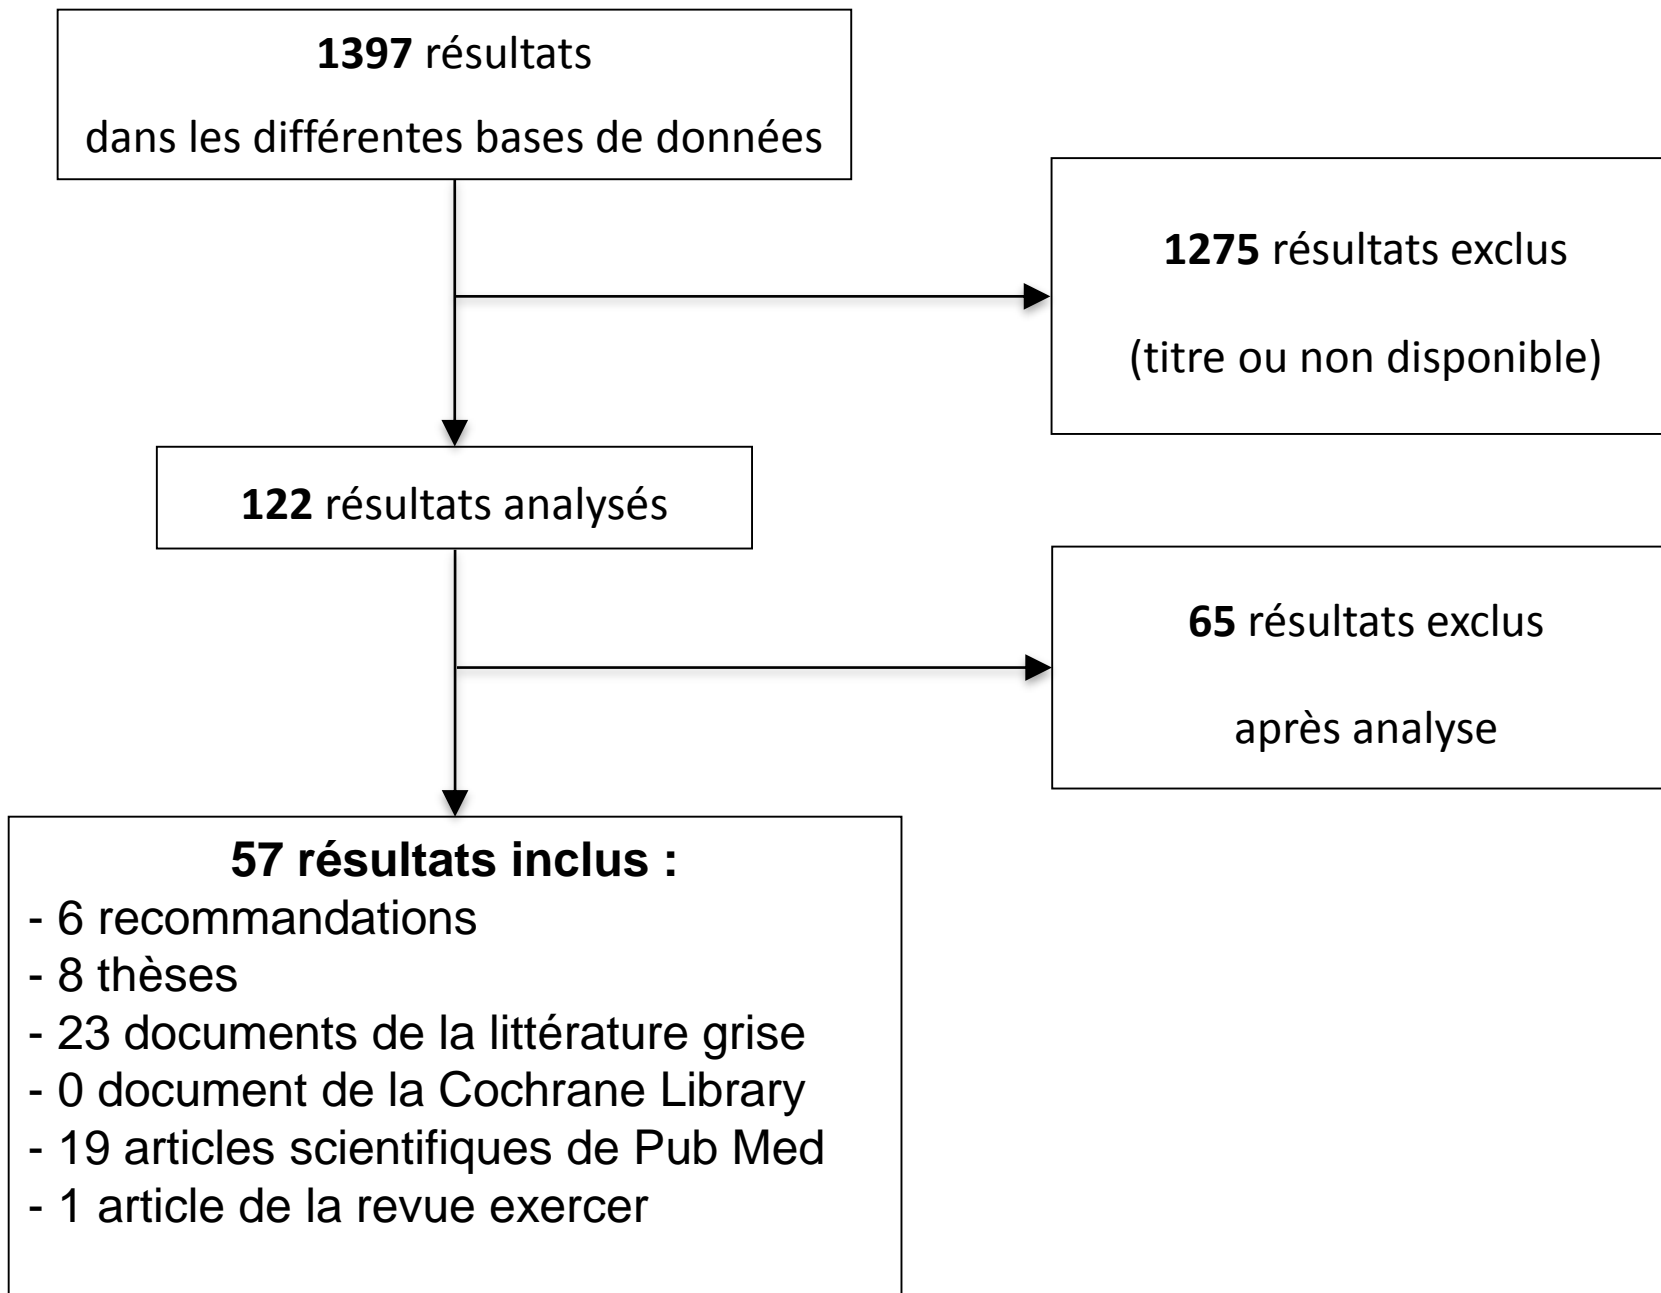 1397 résultats
dans les différentes bases de données
1275 résultats exclus
(titre ou non disponible)
122 résultats analysés
65 résultats exclus
après analyse
57 résultats inclus :
- 6 recommandations
- 8 thèses
- 23 documents de la littérature grise
- 0 document de la Cochrane Library
- 19 articles scientifiques de Pub Med
- 1 article de la revue exercer